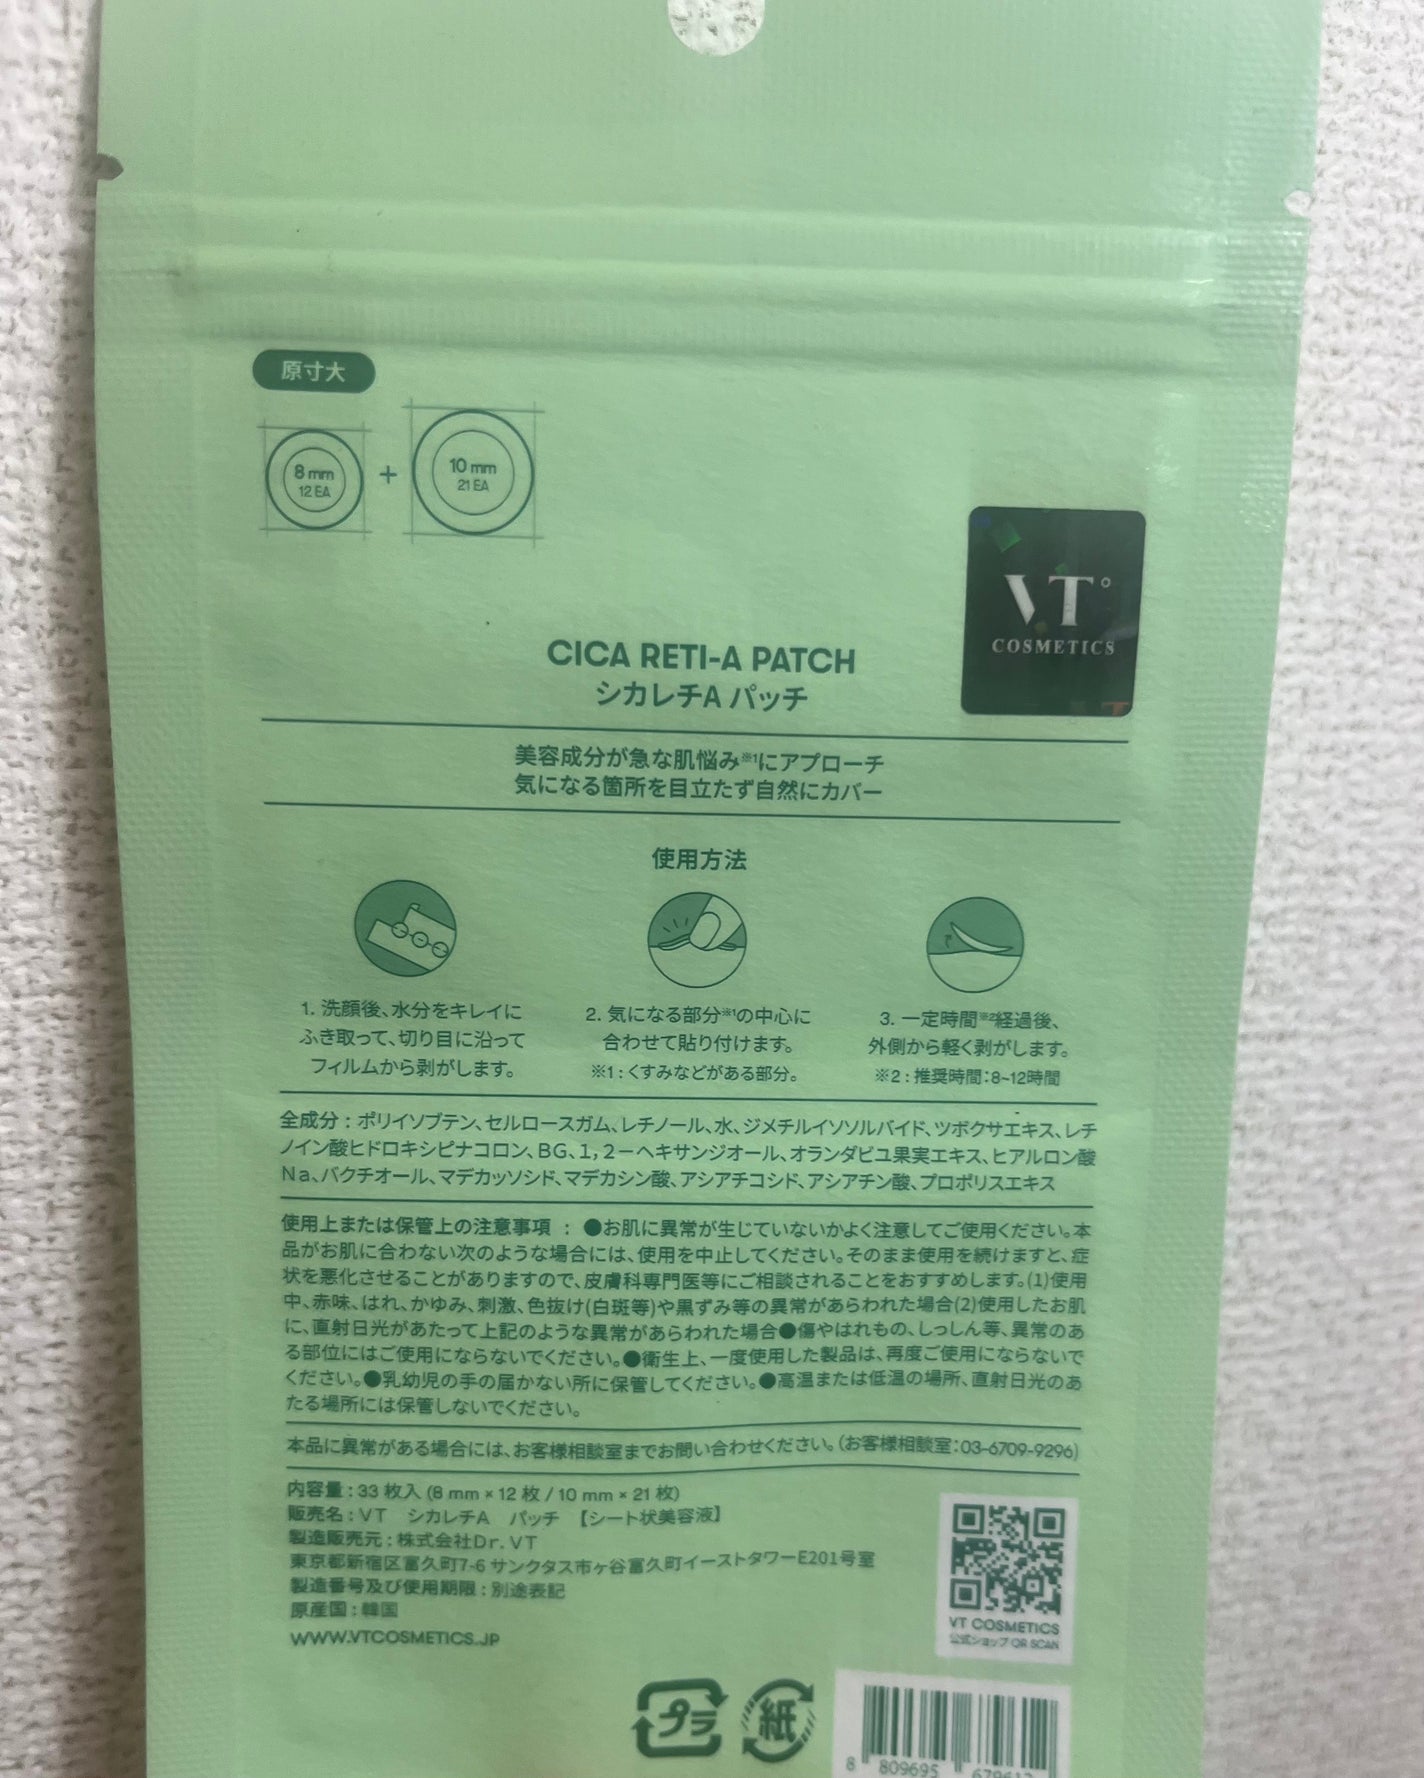 原寸大
8 mm
12 EA
+
10 mm
21 EA
VT
COSMETICS
CICA RETI-A PATCH
シカレチA パッチ
美容成分が急な肌悩み※1にアプローチ
気になる箇所を目立たず自然にカバー
使用方法
1. 洗顔後、水分をキレイに
ふき取って、切り目に沿って
フィルムから剥がします。
2. 気になる部分※1の中心に
合わせて貼り付けます。
※1 : くすみなどがある部分。
3. 一定時間※2経過後、
外側から軽く剥がします。
※2 : 推奨時間：8~12時間
全成分 : ポリイソブテン、セルロースガム、レチノール、水、ジメチルイソソルバイド、ツボクサエキス、レチ
ノイン酸ヒドロキシピナコロン、BG、1，2－ヘキサンジオール、オランダビユ果実エキス、ヒアルロン酸
Na、バクチオール、マデカッソシド、マデカシン酸、アシアチコシド、アシアチン酸、プロポリスエキス
使用上または保管上の注意事項 : ●お肌に異常が生じていないかよく注意してご使用ください。本
品がお肌に合わない次のような場合には、使用を中止してください。そのまま使用を続けますと、症
状を悪化させることがありますので、皮膚科専門医等にご相談されることをおすすめします。(1)使用
中、赤味、はれ、かゆみ、刺激、色抜け(白斑等)や黒ずみ等の異常があらわれた場合(2)使用したお肌
に、直射日光があたって上記のような異常があらわれた場合●傷やはれもの、しっしん等、異常のあ
る部位にはご使用にならないでください。●衛生上、一度使用した製品は、再度ご使用にならないで
ください。●乳幼児の手の届かない所に保管してください。●高温または低温の場所、直射日光のあ
たる場所には保管しないでください。
本品に異常がある場合には、お客様相談室までお問い合わせください。(お客様相談室：03-6709-9296)
内容量 : 33 枚入 (8 mm × 12 枚 / 10 mm × 21 枚)
販売名 : VT シカレチA パッチ 【シート状美容液】
製造販売元 : 株式会社Dr. VT
東京都新宿区富久町7-6 サンクタス市ヶ谷富久町イーストタワーE201号室
製造番号及び使用期限 : 別途表記
原産国 : 韓国
WWW.VTCOSMETICS.JP
VT COSMETICS
公式ショップ QR SCAN
プラ
紙
8 809695